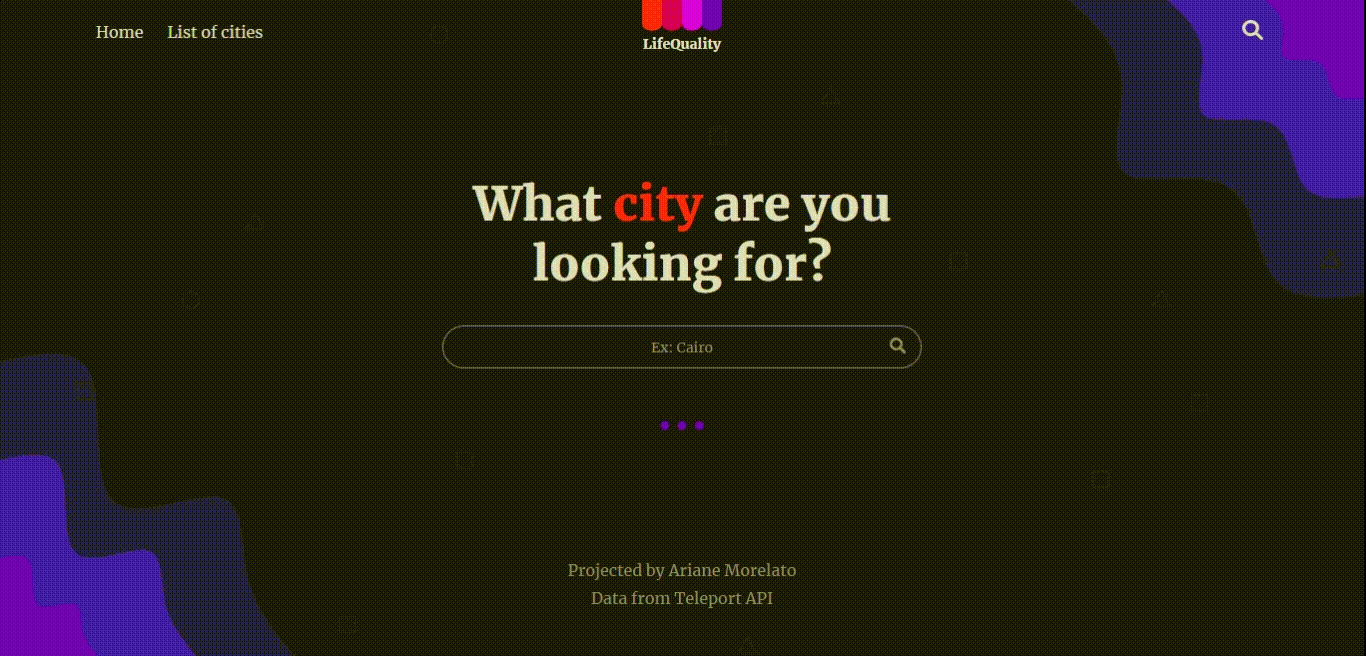 Home
List of cities
LifeQuality
What city are you
looking for?
Ex: Cairo
Projected by Ariane Morelato
Data from Teleport API